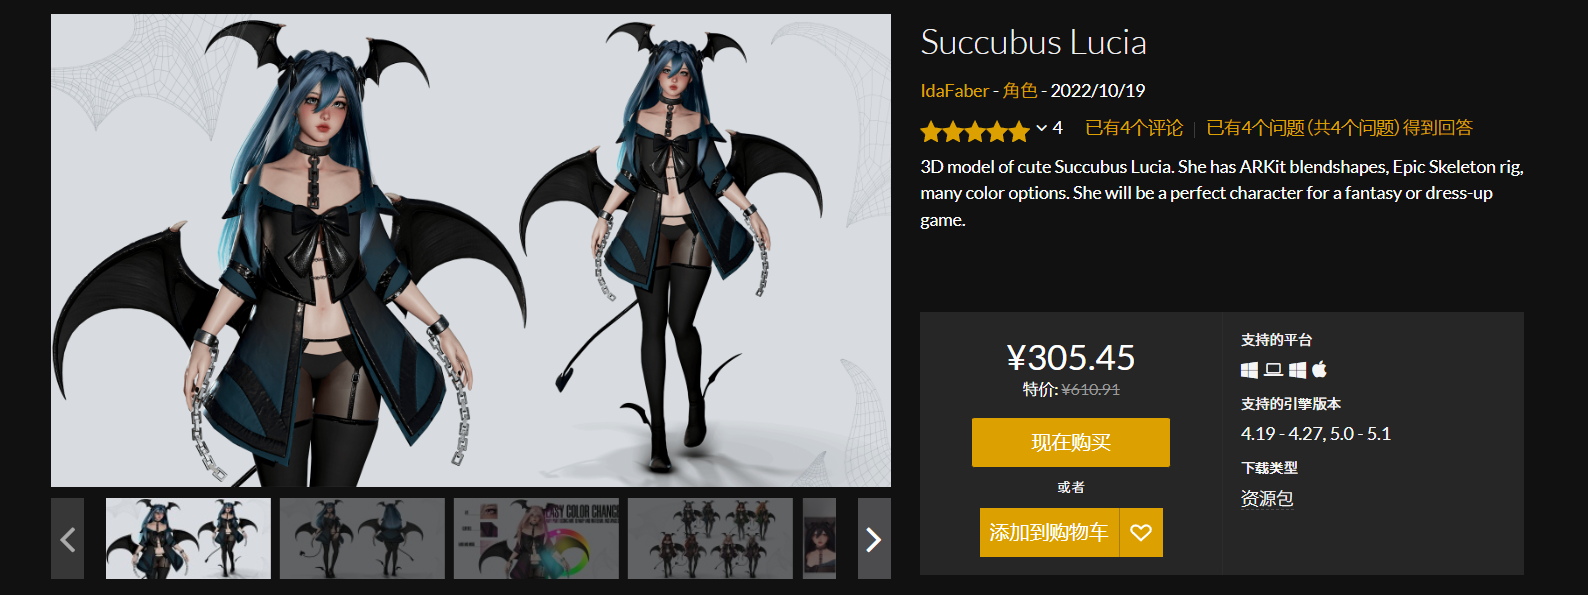 Succubus Lucia
IdaFaber - 角色 - 2022/10/19
4 已有4个评论 已有4个问题 (共4个问题) 得到回答
3D model of cute Succubus Lucia. She has ARKit blendshapes, Epic Skeleton rig,
many color options. She will be a perfect character for a fantasy or dress-up
game.
¥305.45
特价: ¥610.91
现在购买
或者
添加到购物车
支持的平台
支持的引擎版本
4.19 - 4.27, 5.0 - 5.1
下载类型
资源包
EASY COLOR CHANG